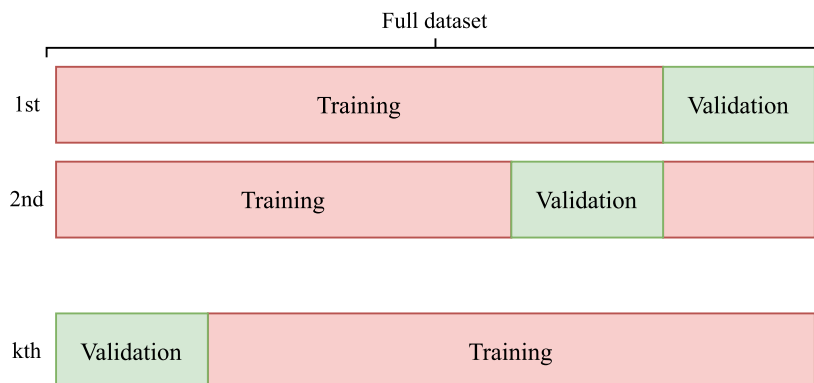 Full dataset
1st Training Validation
2nd Training Validation
kth Validation Training